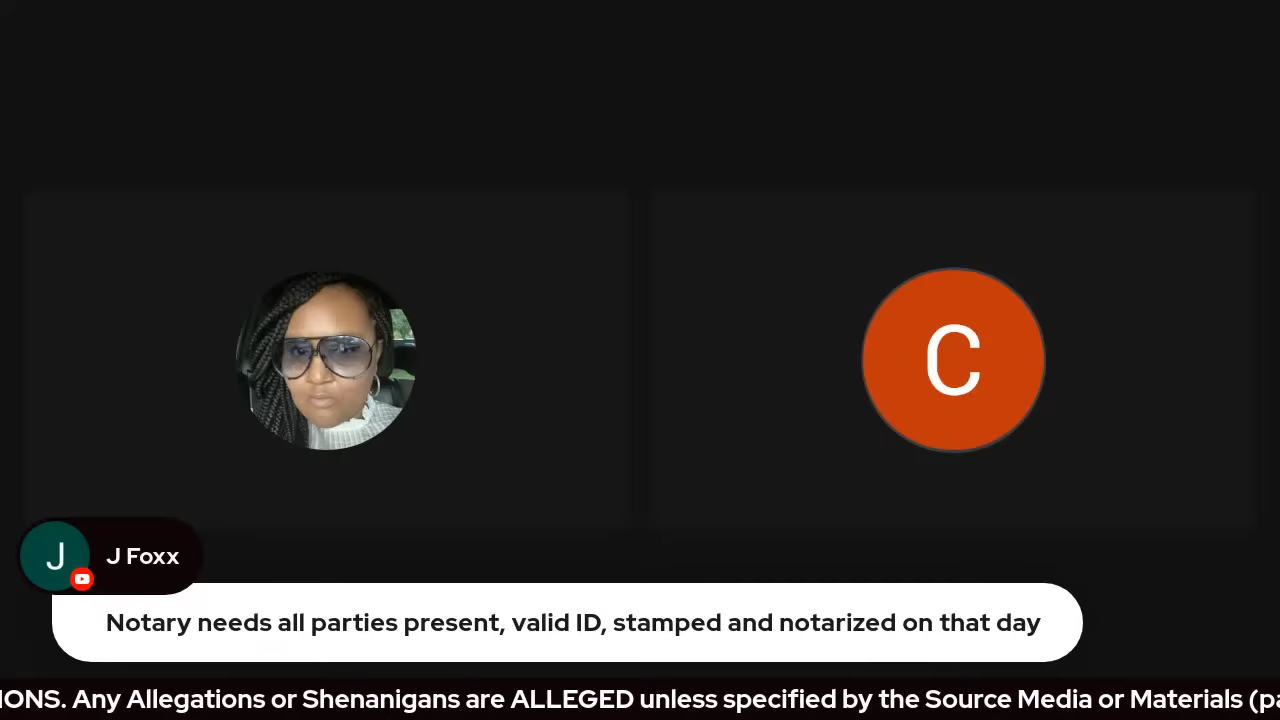 C
J
J Foxx
Notary needs all parties present, valid ID, stamped and notarized on that day
IONS. Any Allegations or Shenanigans are ALLEGED unless specified by the Source Media or Materials (pa